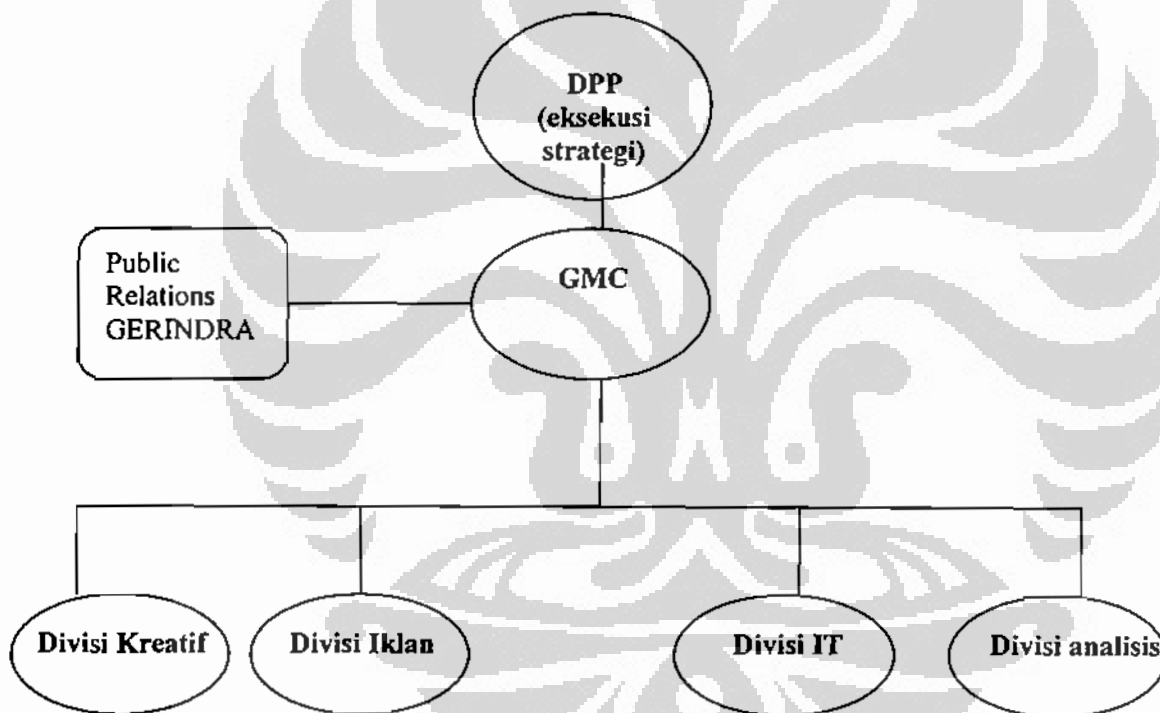 DPP
(eksekusi
strategi)
GMC
Public
Relations
GERINDRA
Divisi Kreatif
Divisi Iklan
Divisi IT
Divisi analisis